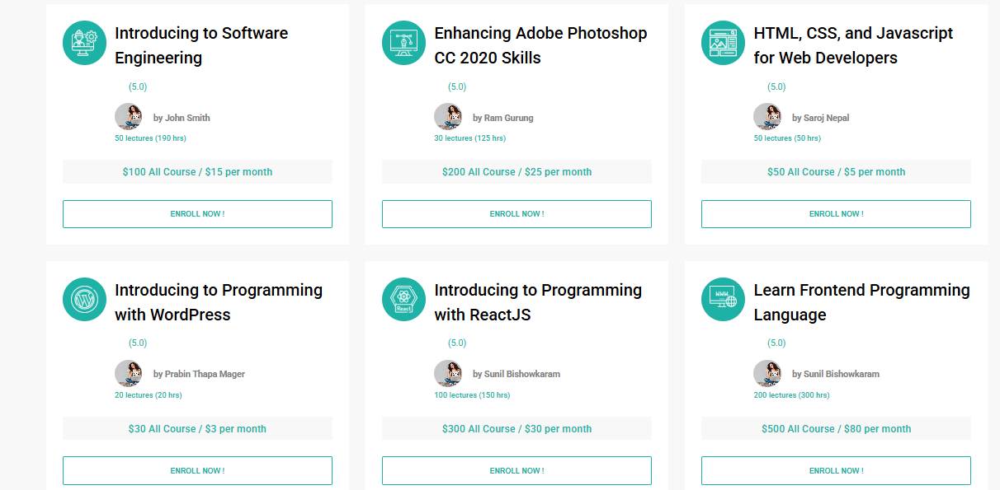 Introducing to Software
Engineering
(5.0)
by John Smith
50 lectures (190 hrs)
$100 All Course / $15 per month
ENROLL NOW !
Enhancing Adobe Photoshop
CC 2020 Skills
(5.0)
by Ram Gurung
30 lectures (125 hrs)
$200 All Course / $25 per month
ENROLL NOW !
HTML, CSS, and Javascript
for Web Developers
(5.0)
by Saroj Nepal
50 lectures (50 hrs)
$50 All Course / $5 per month
ENROLL NOW !
Introducing to Programming
with WordPress
(5.0)
by Prabin Thapa Mager
20 lectures (20 hrs)
$30 All Course / $3 per month
ENROLL NOW !
React
Introducing to Programming
with ReactJS
(5.0)
by Sunil Bishowkaram
100 lectures (150 hrs)
$300 All Course / $30 per month
ENROLL NOW !
WWW
Learn Frontend Programming
Language
(5.0)
by Sunil Bishowkaram
200 lectures (300 hrs)
$500 All Course / $80 per month
ENROLL NOW !